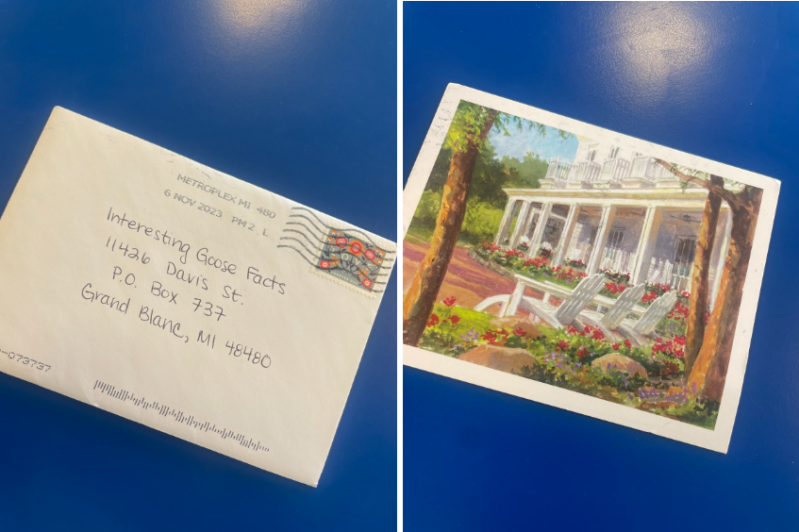 METROPLEX MI 480
6 NOV 2023 PM 2 L
Interesting Goose Facts
11426 Davis St.
P.O. Box 737
Grand Blanc, MI 48480
-073737